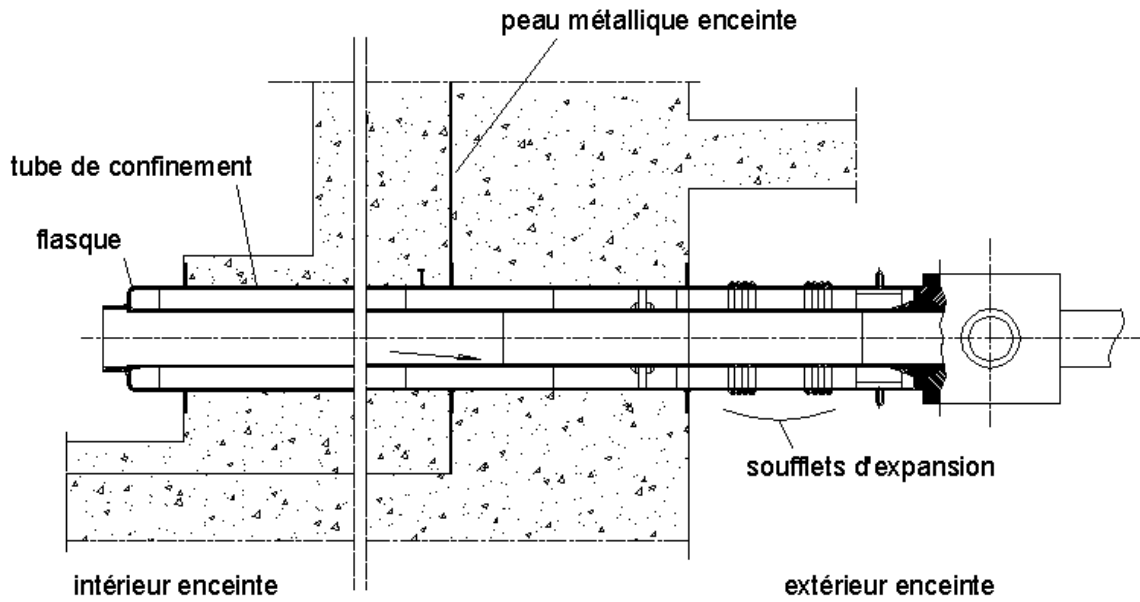 peau métallique enceinte
tube de confinement
flasque
soufflets d'expansion
intérieur enceinte
extérieur enceinte